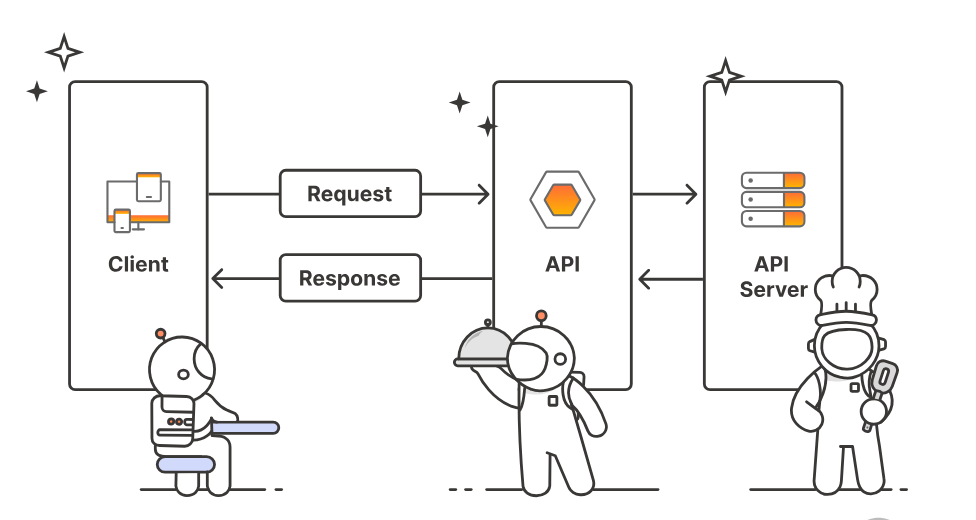 Request
Client
API
API
Server
Response